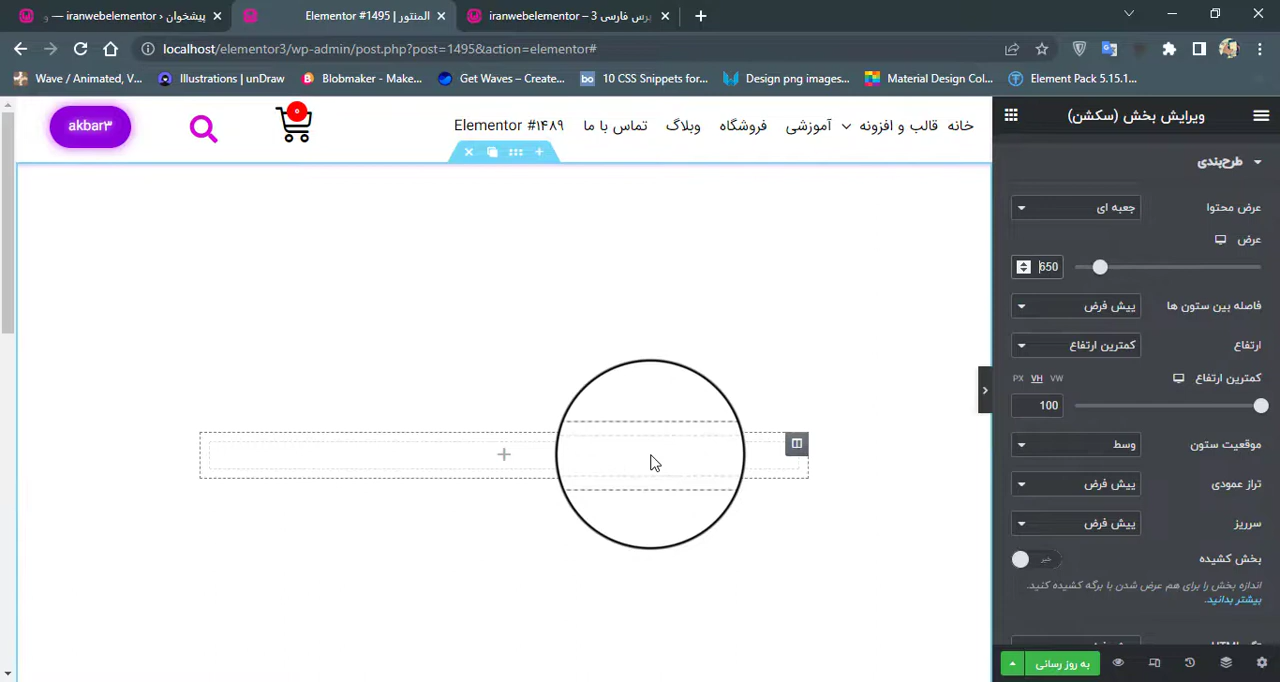 پیشخوان ‹ iranwebelementor — و
Elementor #1495 | المنتور
iranwebelementor – 3 برس فارسی
localhost/elementor3/wp-admin/post.php?post=1495&action=elementor#
Wave / Animated, V...
Illustrations | unDraw
Blobmaker - Make...
Get Waves – Create...
bo
10 CSS Snippets for...
Design png images...
Material Design Col...
Element Pack 5.15.1...
خانه
قالب و افزونه
آموزشی
فروشگاه
وبلاگ
تماس با ما
Elementor #۱۴۸۹
۰
akbar۳
ویرایش بخش (سکشن)
طرح‌بندی
عرض محتوا
جعبه ای
عرض
650
فاصله بین ستون ها
پیش فرض
ارتفاع
کمترین ارتفاع
کمترین ارتفاع
PX VH VW
100
موقعیت ستون
وسط
تراز عمودی
پیش فرض
سرریز
پیش فرض
بخش کشیده
خیر
اندازه بخش را برای هم عرض شدن با برگه کشیده کنید.
بیشتر بدانید.
به روز رسانی